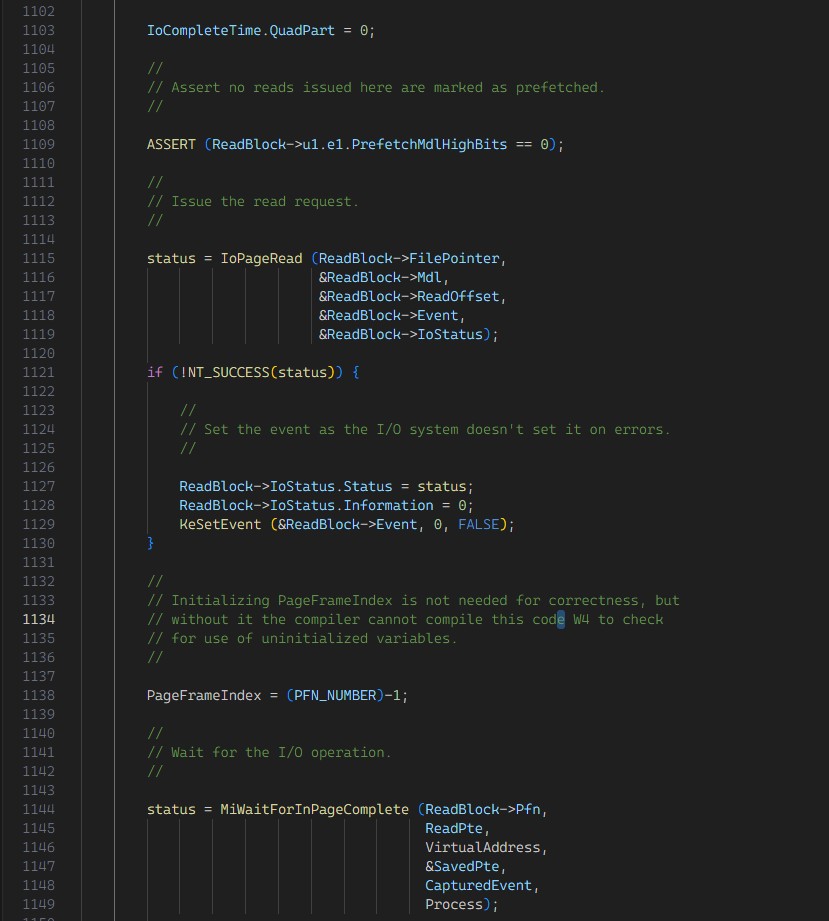 1102
1103 IoCompleteTime.QuadPart = 0;
1104
1105 //
1106 // Assert no reads issued here are marked as prefetched.
1107 //
1108
1109 ASSERT (ReadBlock->u1.e1.PrefetchMdlHighBits == 0);
1110
1111 //
1112 // Issue the read request.
1113 //
1114
1115 status = IoPageRead (ReadBlock->FilePointer,
1116 &ReadBlock->Mdl,
1117 &ReadBlock->ReadOffset,
1118 &ReadBlock->Event,
1119 &ReadBlock->IoStatus);
1120
1121 if (!NT_SUCCESS(status)) {
1122
1123 //
1124 // Set the event as the I/O system doesn't set it on errors.
1125 //
1126
1127 ReadBlock->IoStatus.Status = status;
1128 ReadBlock->IoStatus.Information = 0;
1129 KeSetEvent (&ReadBlock->Event, 0, FALSE);
1130 }
1131
1132 //
1133 // Initializing PageFrameIndex is not needed for correctness, but
1134 // without it the compiler cannot compile this code W4 to check
1135 // for use of uninitialized variables.
1136 //
1137
1138 PageFrameIndex = (PFN_NUMBER)-1;
1139
1140 //
1141 // Wait for the I/O operation.
1142 //
1143
1144 status = MiWaitForInPageComplete (ReadBlock->Pfn,
1145 ReadPte,
1146 VirtualAddress,
1147 &SavedPte,
1148 CapturedEvent,
1149 Process);